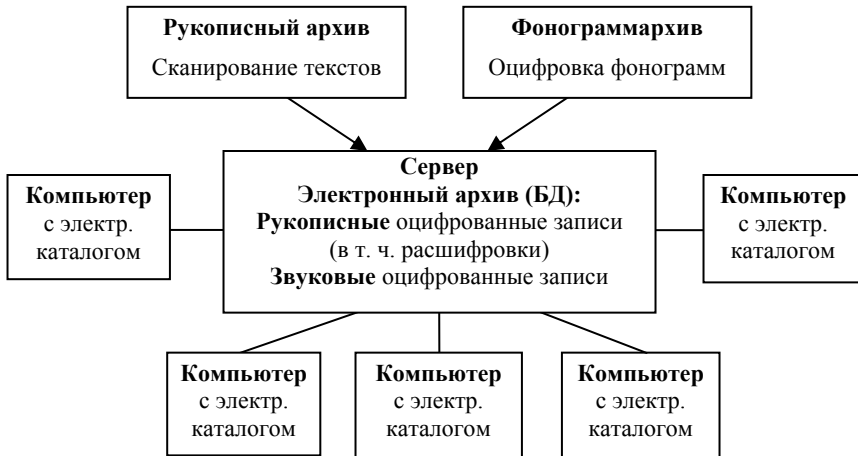 Рукописный архив
Сканирование текстов
Фонограммархив
Оцифровка фонограмм
Сервер
Электронный архив (БД):
Рукописные оцифрованные записи
(в т. ч. расшифровки)
Звуковые оцифрованные записи
Компьютер
с электр.
каталогом
Компьютер
с электр.
каталогом
Компьютер
с электр.
каталогом
Компьютер
с электр.
каталогом
Компьютер
с электр.
каталогом